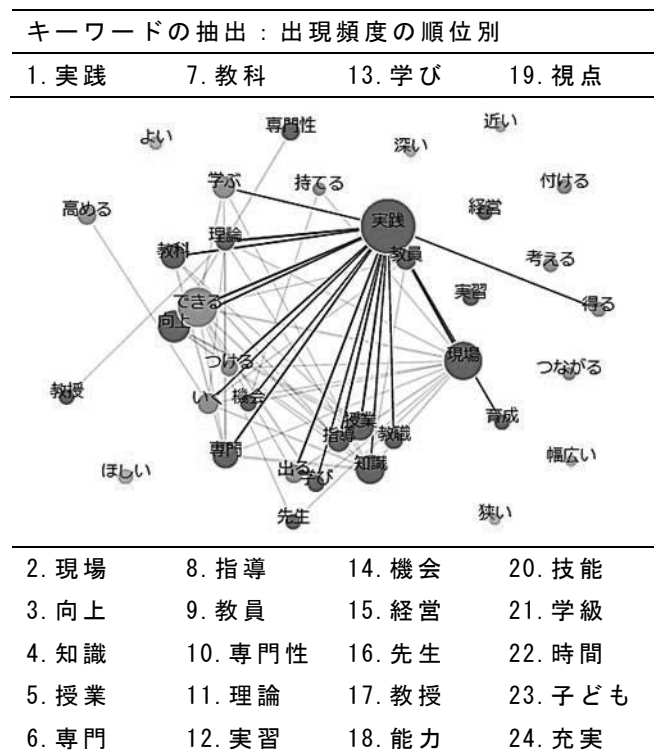 キーワードの抽出：出現頻度の順位別
1. 実践 7. 教科 13. 学び 19. 視点
よい 専門性 深い 近い
学ぶ 持てる 付ける
高める 実践 経営
理論 教員 考える
教科 実習 得る
できる
向上 現場 つながる
つける
教授 いく 機会 育成
授業
指導 教職
専門 知識 幅広い
ほしい 出る 学び
先生 狭い
2. 現場 8. 指導 14. 機会 20. 技能
3. 向上 9. 教員 15. 経営 21. 学級
4. 知識 10. 専門性 16. 先生 22. 時間
5. 授業 11. 理論 17. 教授 23. 子ども
6. 専門 12. 実習 18. 能力 24. 充実